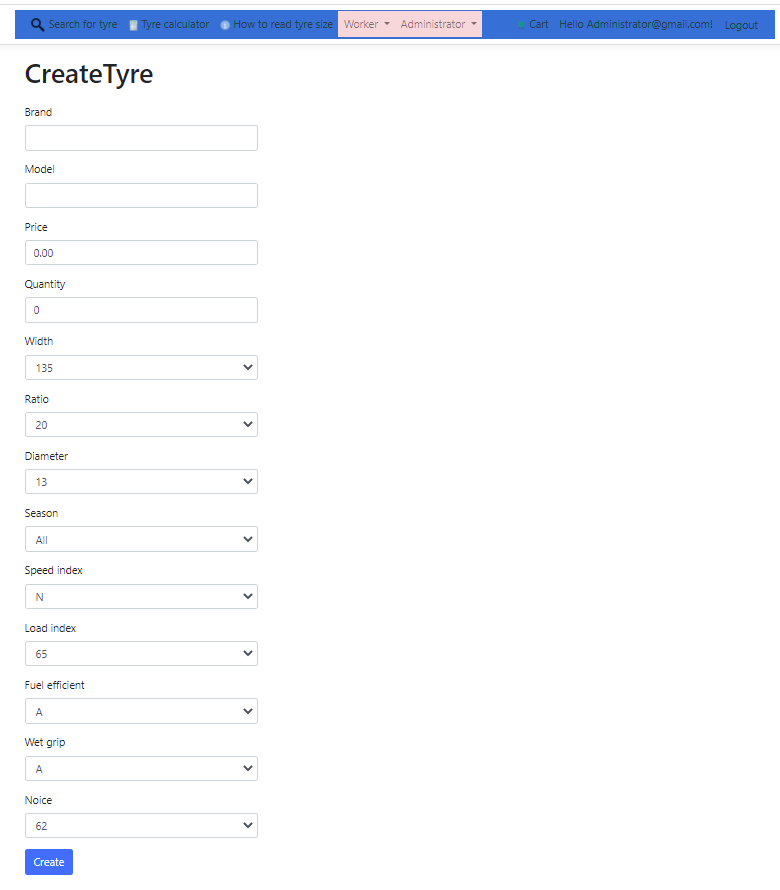 Search for tyre Tyre calculator How to read tyre size Worker Administrator Cart Hello Administrator@gmail.com! Logout
CreateTyre
Brand
Model
Price
0.00
Quantity
0
Width
135
Ratio
20
Diameter
13
Season
All
Speed index
N
Load index
65
Fuel efficient
A
Wet grip
A
Noice
62
Create